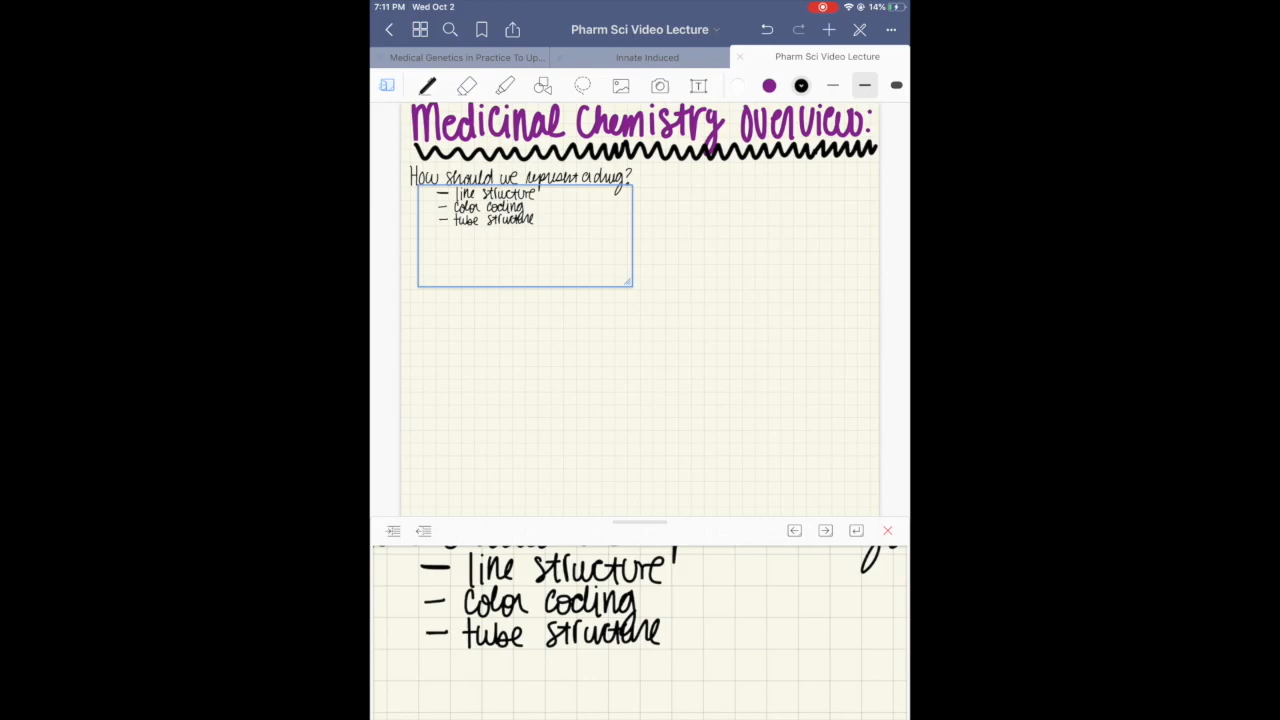 7:11 PM Wed Oct 2 14%
Pharm Sci Video Lecture
Medical Genetics in Practice To Up... Innate Induced Pharm Sci Video Lecture
T
Medicinal Chemistry overview:
How should we represent a drug?
— line structure
— color coding
— tube structure
— line structure
— color coding
— tube structure